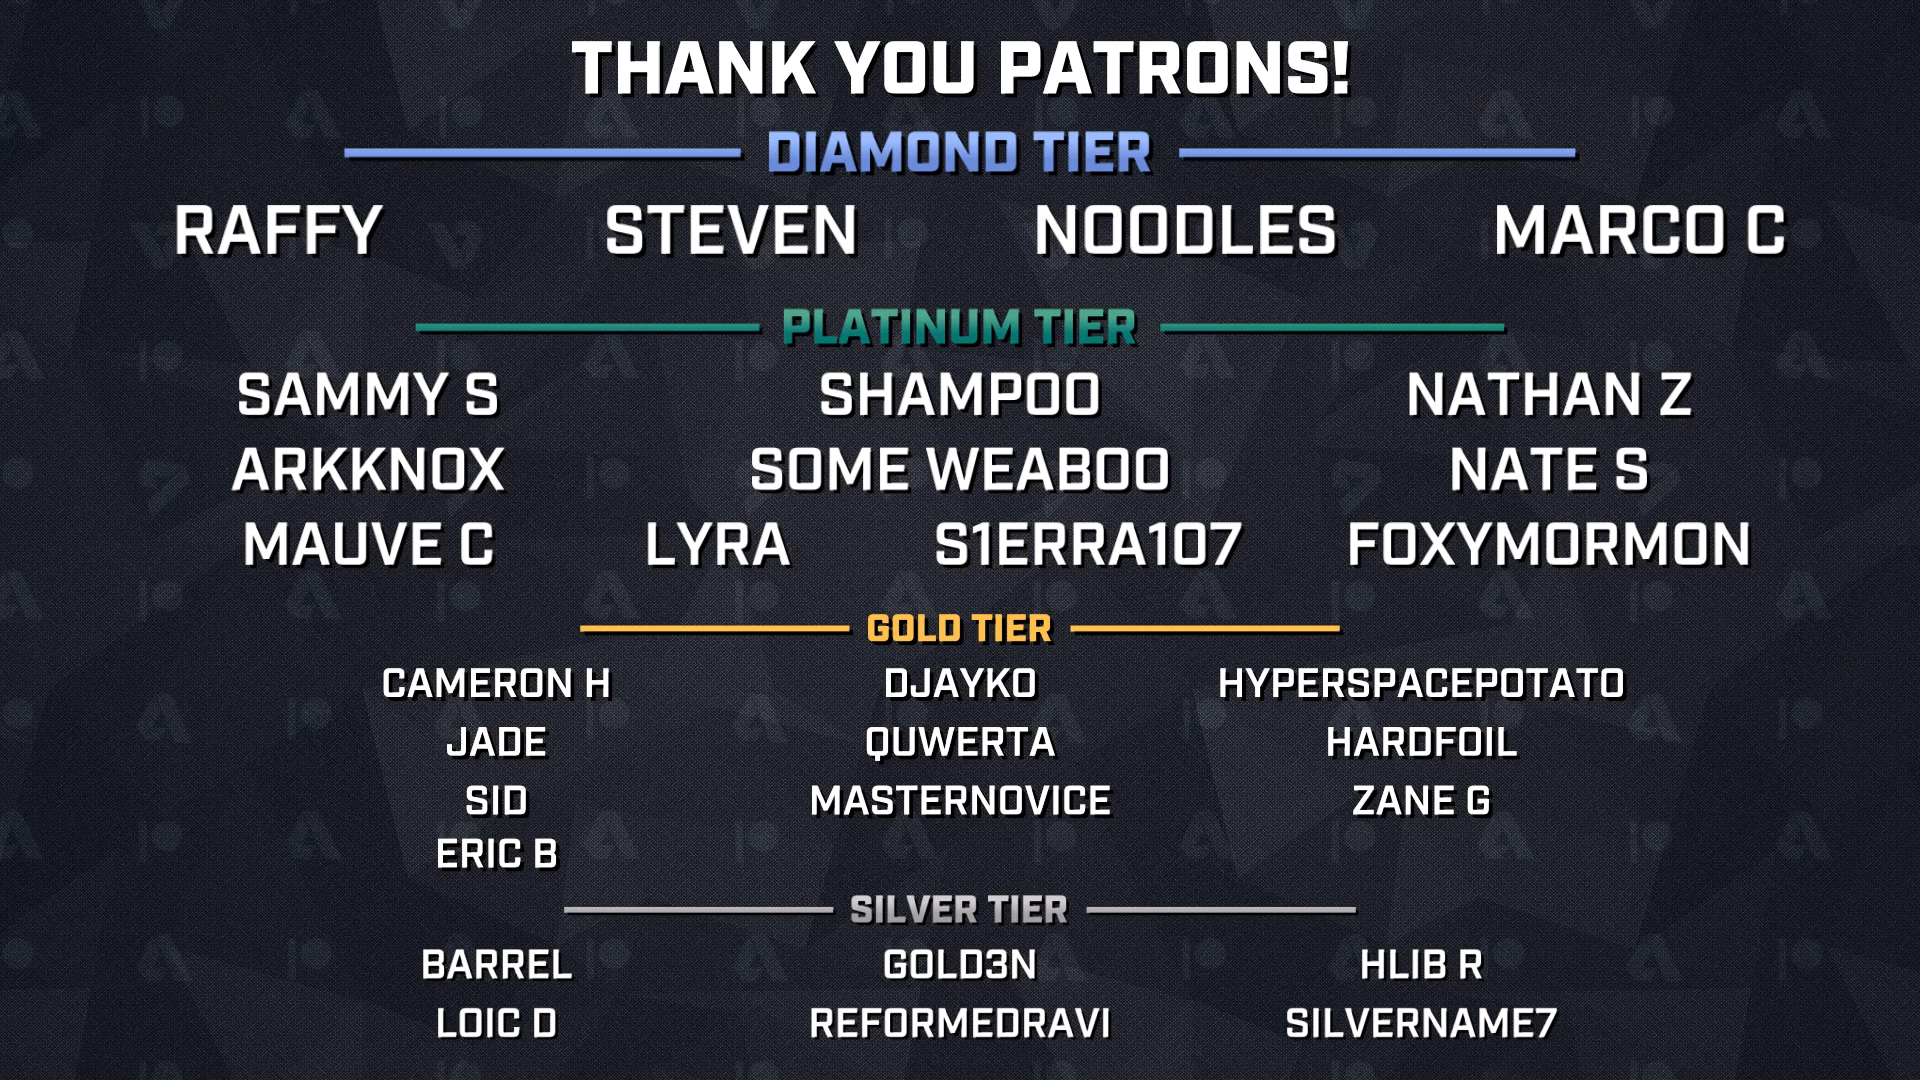 THANK YOU PATRONS!
DIAMOND TIER
RAFFY STEVEN NOODLES MARCO C
PLATINUM TIER
SAMMY S SHAMPOO NATHAN Z
ARKKNOX SOME WEABOO NATE S
MAUVE C LYRA S1ERRA107 FOXYMORMON
GOLD TIER
CAMERON H DJAYKO HYPERSPACEPOTATO
JADE QUWERTA HARDFOIL
SID MASTERNOVICE ZANE G
ERIC B
SILVER TIER
BARREL GOLD3N HLIB R
LOIC D REFORMEDRAVI SILVERNAME7